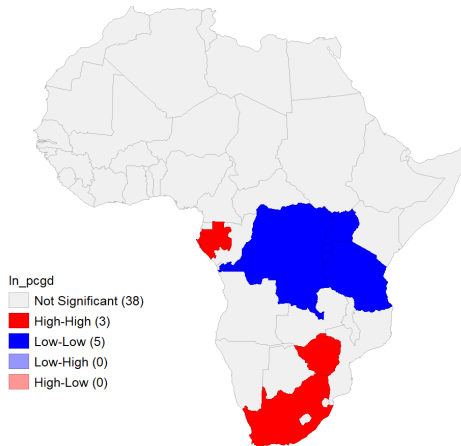 ln_pcgd
Not Significant (38)
High-High (3)
Low-Low (5)
Low-High (0)
High-Low (0)